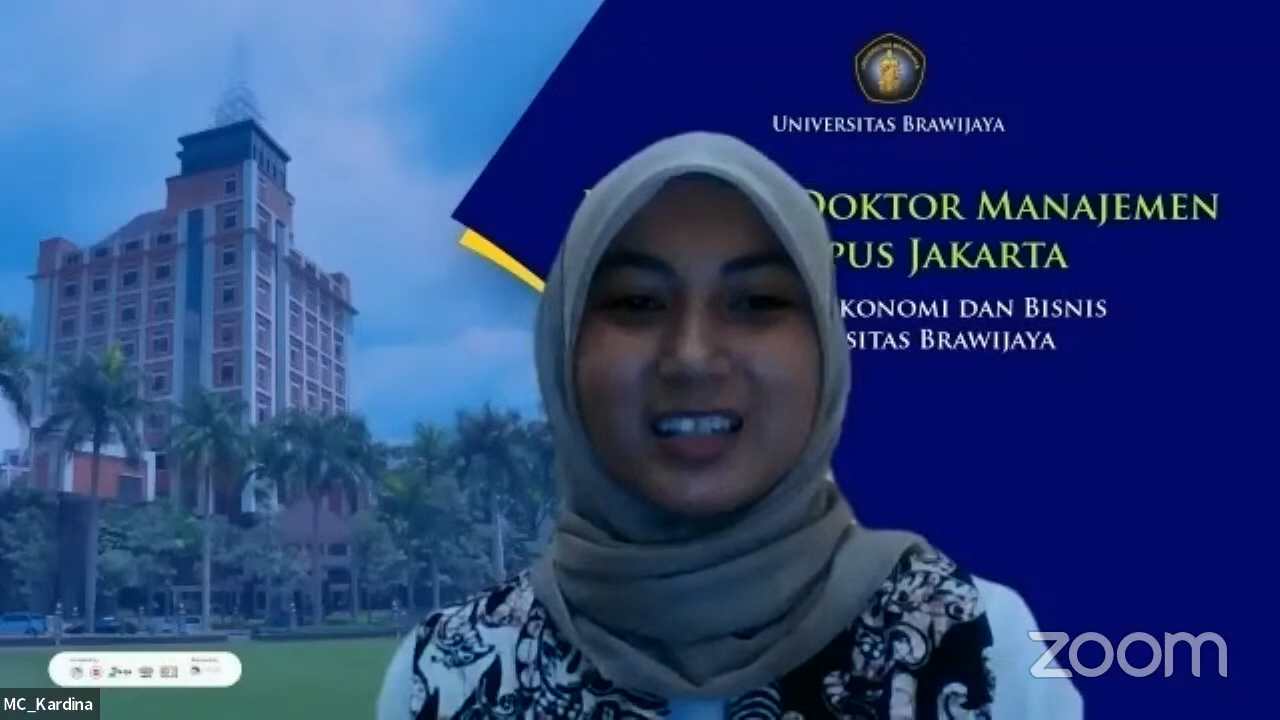 UNIVERSITAS BRAWIJAYA
DOKTOR MANAJEMEN
PUS JAKARTA
KONOMI DAN BISNIS
SITAS BRAWIJAYA
zoom
MC_Kardina